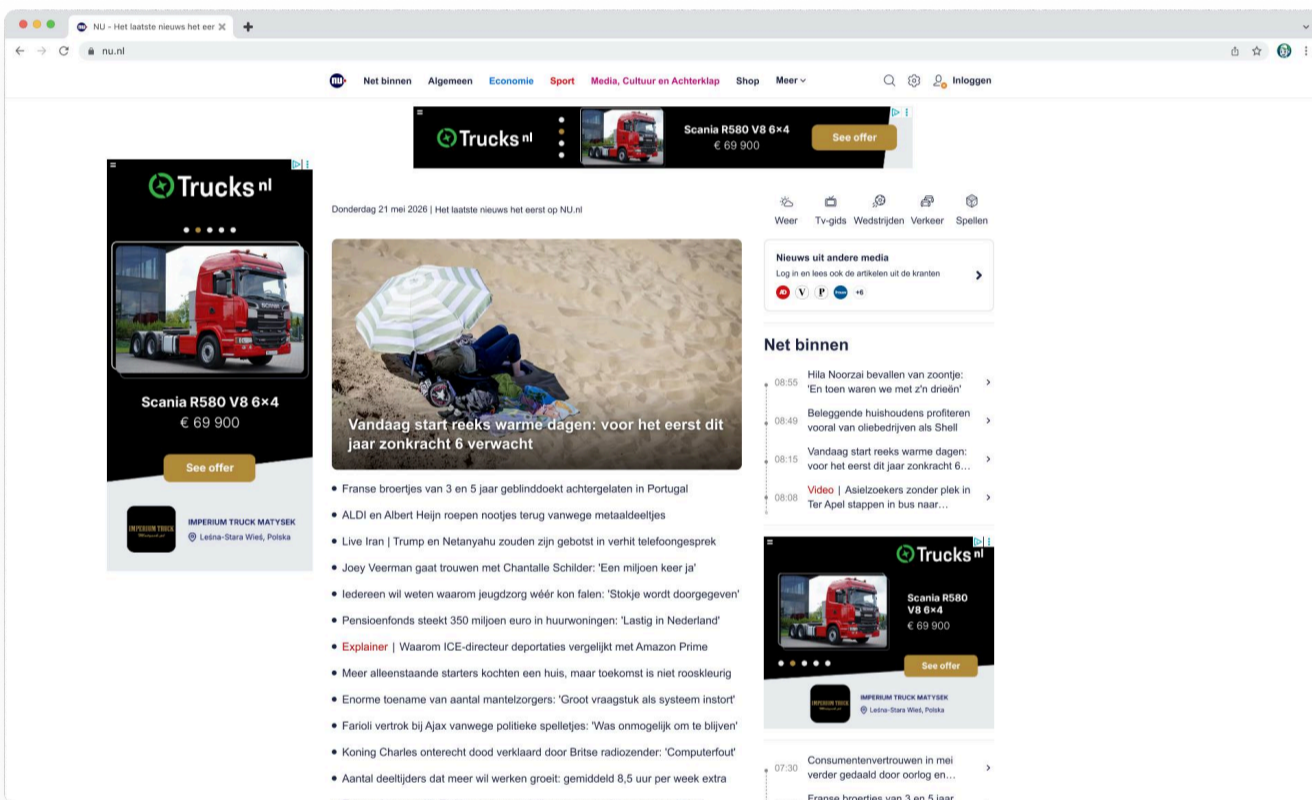 NU - Het laatste nieuws het eer
nu.nl
nu Net binnen Algemeen Economie Sport Media, Cultuur en Achterklap Shop Meer Inloggen
Trucks nl
Scania R580 V8 6×4
€ 69 900
See offer
Trucks nl
Scania R580 V8 6×4
€ 69 900
See offer
IMPERIUM TRUCK
IMPERIUM TRUCK MATYSEK
Leśna-Stara Wieś, Polska
Donderdag 21 mei 2026 | Het laatste nieuws het eerst op NU.nl
Vandaag start reeks warme dagen: voor het eerst dit
jaar zonkracht 6 verwacht
Franse broertjes van 3 en 5 jaar geblinddoekt achtergelaten in Portugal
ALDI en Albert Heijn roepen nootjes terug vanwege metaaldeeltjes
Live Iran | Trump en Netanyahu zouden zijn gebotst in verhit telefoongesprek
Joey Veerman gaat trouwen met Chantalle Schilder: 'Een miljoen keer ja'
Iedereen wil weten waarom jeugdzorg wéér kon falen: 'Stokje wordt doorgegeven'
Pensioenfonds steekt 350 miljoen euro in huurwoningen: 'Lastig in Nederland'
Explainer | Waarom ICE-directeur deportaties vergelijkt met Amazon Prime
Meer alleenstaande starters kochten een huis, maar toekomst is niet rooskleurig
Enorme toename van aantal mantelzorgers: 'Groot vraagstuk als systeem instort'
Farioli vertrok bij Ajax vanwege politieke spelletjes: 'Was onmogelijk om te blijven'
Koning Charles onterecht dood verklaard door Britse radiozender: 'Computerfout'
Aantal deeltijders dat meer wil werken groeit: gemiddeld 8,5 uur per week extra
Weer Tv-gids Wedstrijden Verkeer Spellen
Nieuws uit andere media
Log in en lees ook de artikelen uit de kranten
AD V P +6
Net binnen
08:55 Hila Noorzai bevallen van zoontje:
'En toen waren we met z'n drieën'
08:49 Beleggende huishoudens profiteren
vooral van oliebedrijven als Shell
08:15 Vandaag start reeks warme dagen:
voor het eerst dit jaar zonkracht 6...
08:08 Video | Asielzoekers zonder plek in
Ter Apel stappen in bus naar...
Trucks nl
Scania R580
V8 6×4
€ 69 900
See offer
IMPERIUM TRUCK
IMPERIUM TRUCK MATYSEK
Leśna-Stara Wieś, Polska
07:30 Consumentenvertrouwen in mei
verder gedaald door oorlog en...
Franse broertjes van 3 en 5 jaar